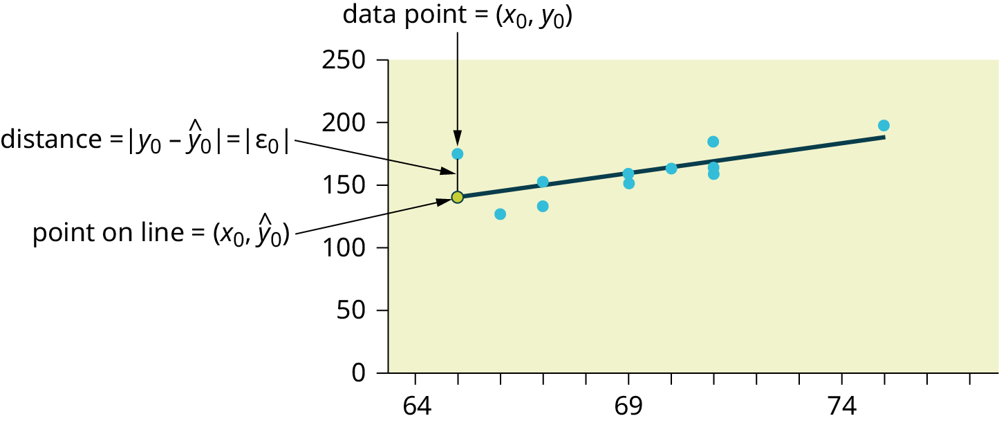 data point = (x₀, y₀)
250
200
distance =|y₀ – ŷ₀|=|ε₀|
150
point on line = (x₀, ŷ₀)
100
50
0
64 69 74